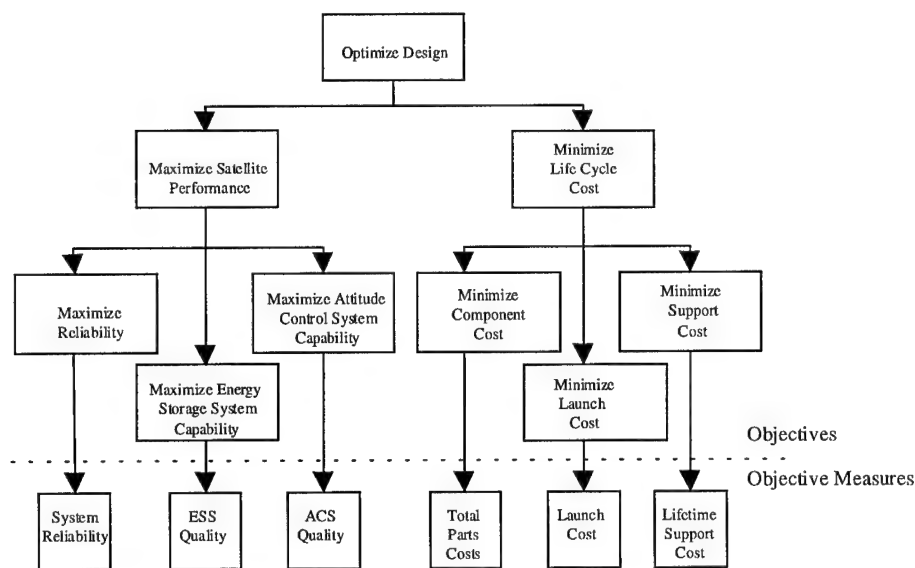 Optimize Design
Maximize Satellite
Performance
Minimize
Life Cycle
Cost
Maximize
Reliability
Maximize Attitude
Control System
Capability
Minimize
Component
Cost
Minimize
Support
Cost
Maximize Energy
Storage System
Capability
Minimize
Launch
Cost
Objectives
Objective Measures
System
Reliability
ESS
Quality
ACS
Quality
Total
Parts
Costs
Launch
Cost
Lifetime
Support
Cost